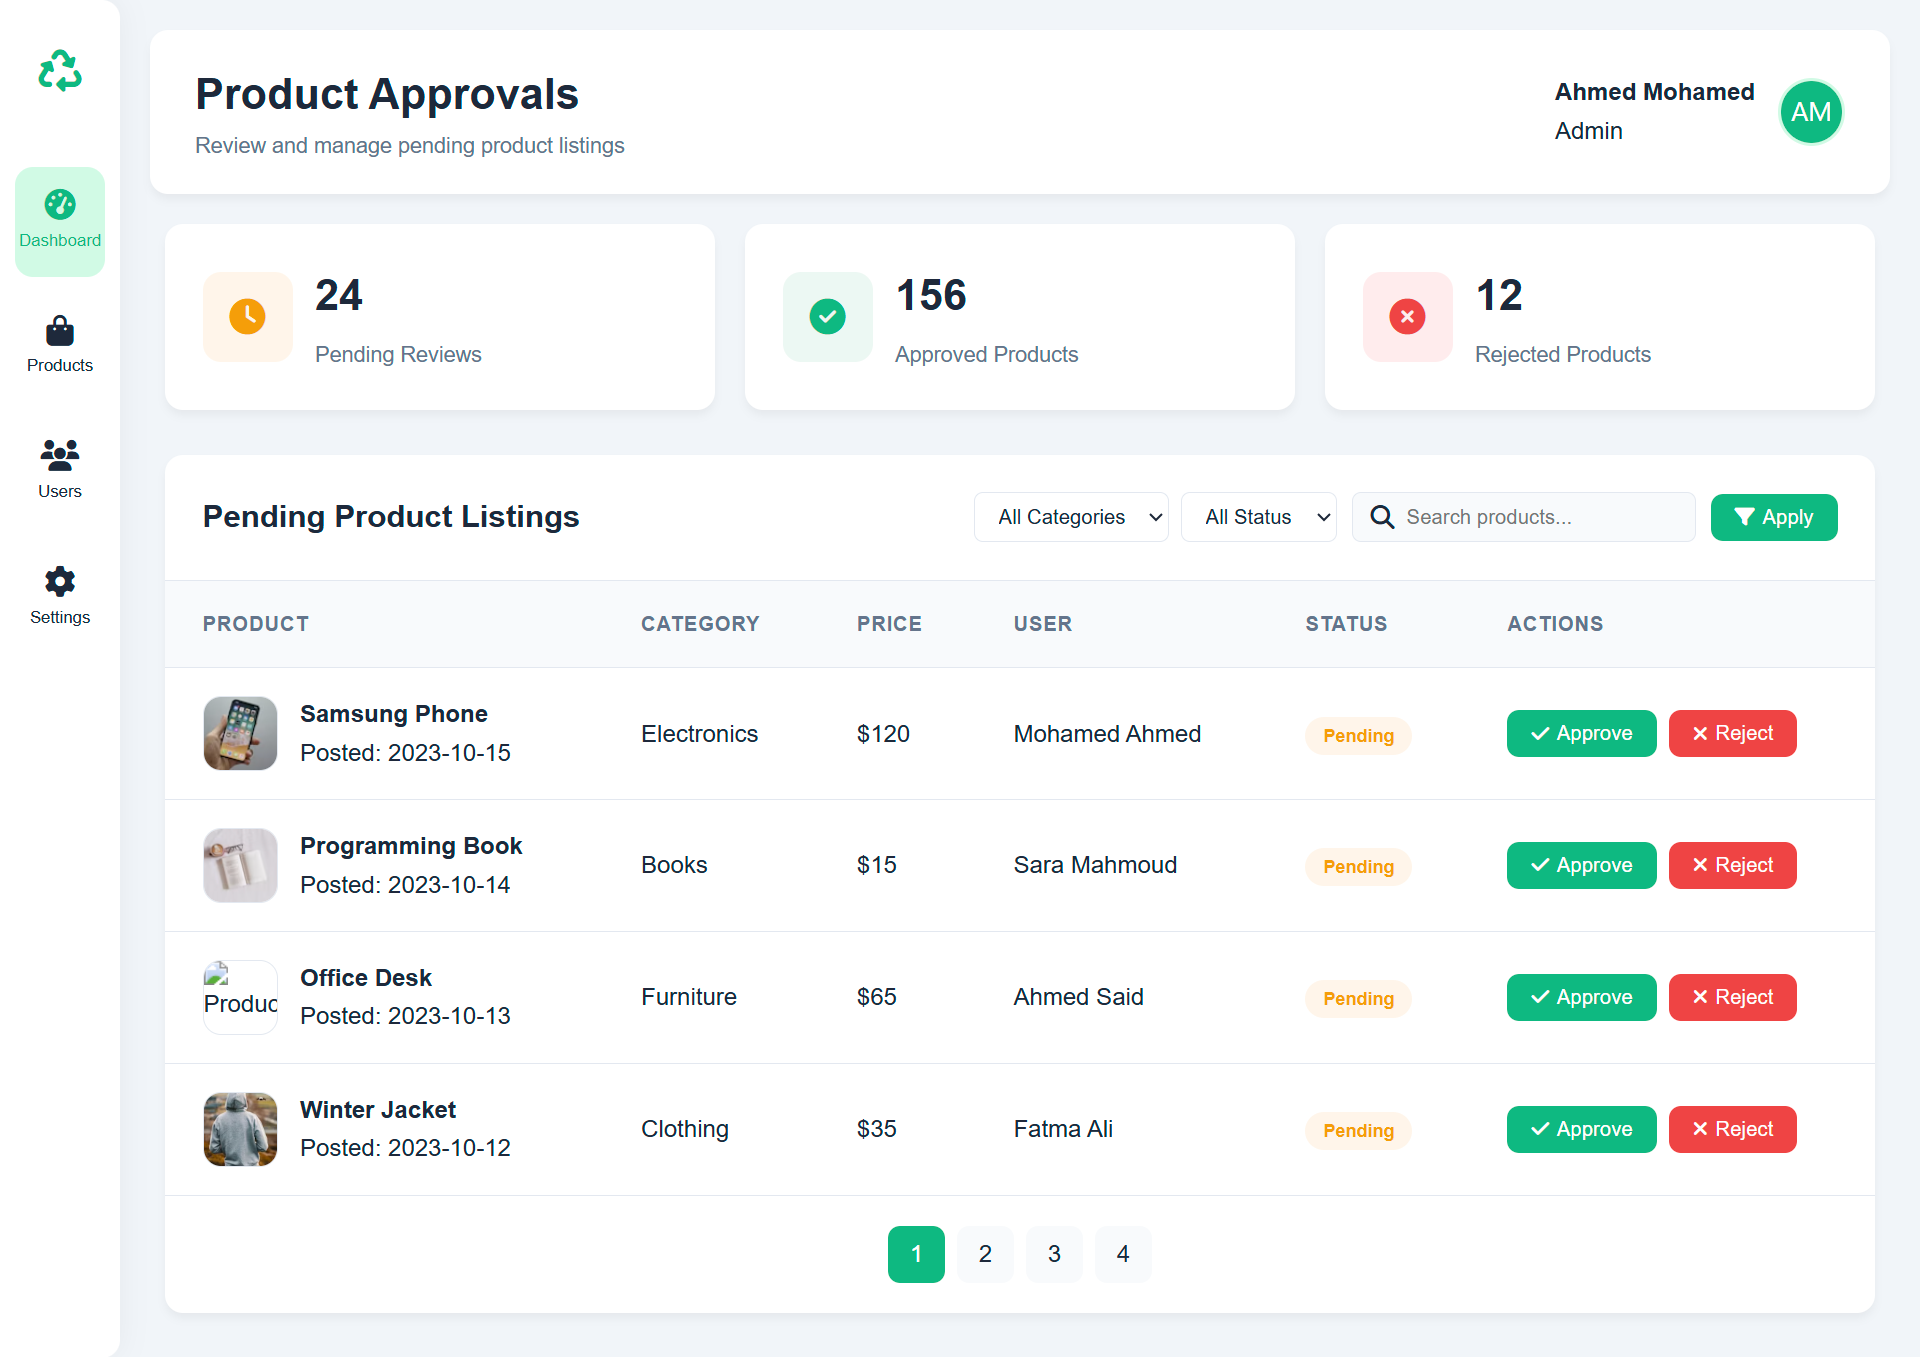 Product Approvals
Review and manage pending product listings
Ahmed Mohamed
Admin
AM
Dashboard
Products
Users
Settings
24
Pending Reviews
156
Approved Products
12
Rejected Products
Pending Product Listings
All Categories
All Status
Search products...
Apply
PRODUCT CATEGORY PRICE USER STATUS ACTIONS
Samsung Phone
Posted: 2023-10-15
Electronics $120 Mohamed Ahmed Pending Approve Reject
Programming Book
Posted: 2023-10-14
Books $15 Sara Mahmoud Pending Approve Reject
Produc
Office Desk
Posted: 2023-10-13
Furniture $65 Ahmed Said Pending Approve Reject
Winter Jacket
Posted: 2023-10-12
Clothing $35 Fatma Ali Pending Approve Reject
1 2 3 4